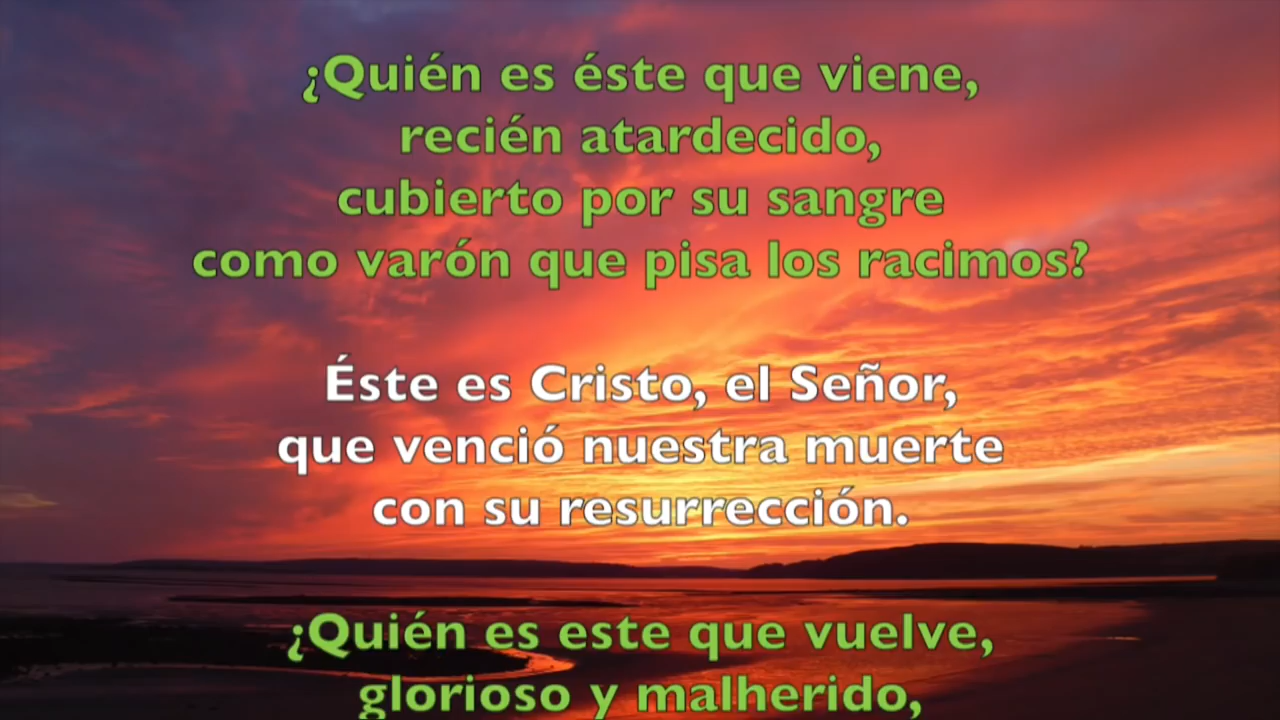 ¿Quién es éste que viene,
recién atardecido,
cubierto por su sangre
como varón que pisa los racimos?
Éste es Cristo, el Señor,
que venció nuestra muerte
con su resurrección.
¿Quién es este que vuelve,
glorioso y malherido,